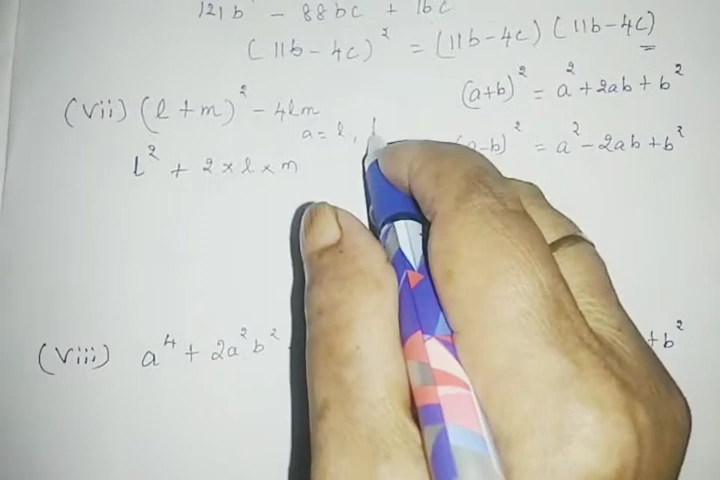 121b² - 88bc + 16c
(11b - 4c)² = (11b - 4c) (11b - 4c)
(a+b)² = a² + 2ab + b²
(vii) (l + m)² - 4lm
a = l,
(a-b)² = a² - 2ab + b²
l² + 2 × l × m
(viii) a⁴ + 2a²b²
+ b²